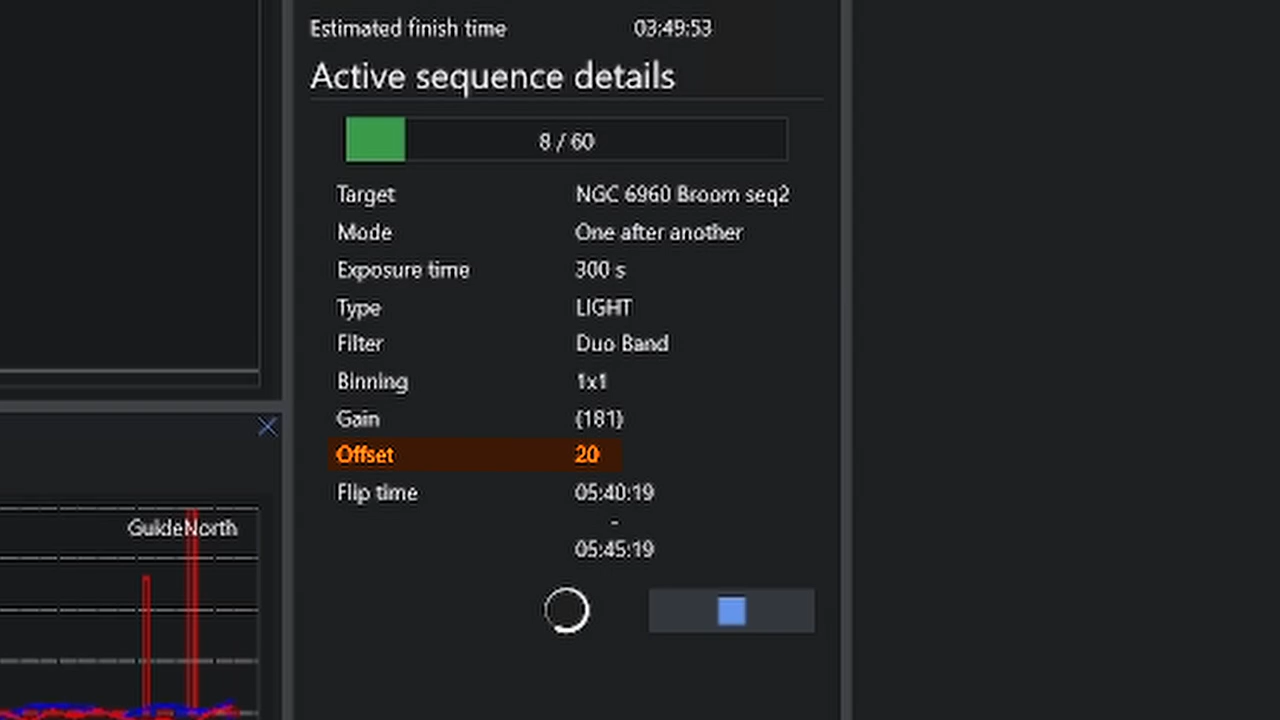 Estimated finish time 03:49:53
Active sequence details
8 / 60
Target NGC 6960 Broom seq2
Mode One after another
Exposure time 300 s
Type LIGHT
Filter Duo Band
Binning 1x1
Gain (181)
Offset 20
Flip time 05:40:19
-
05:45:19
GuideNorth